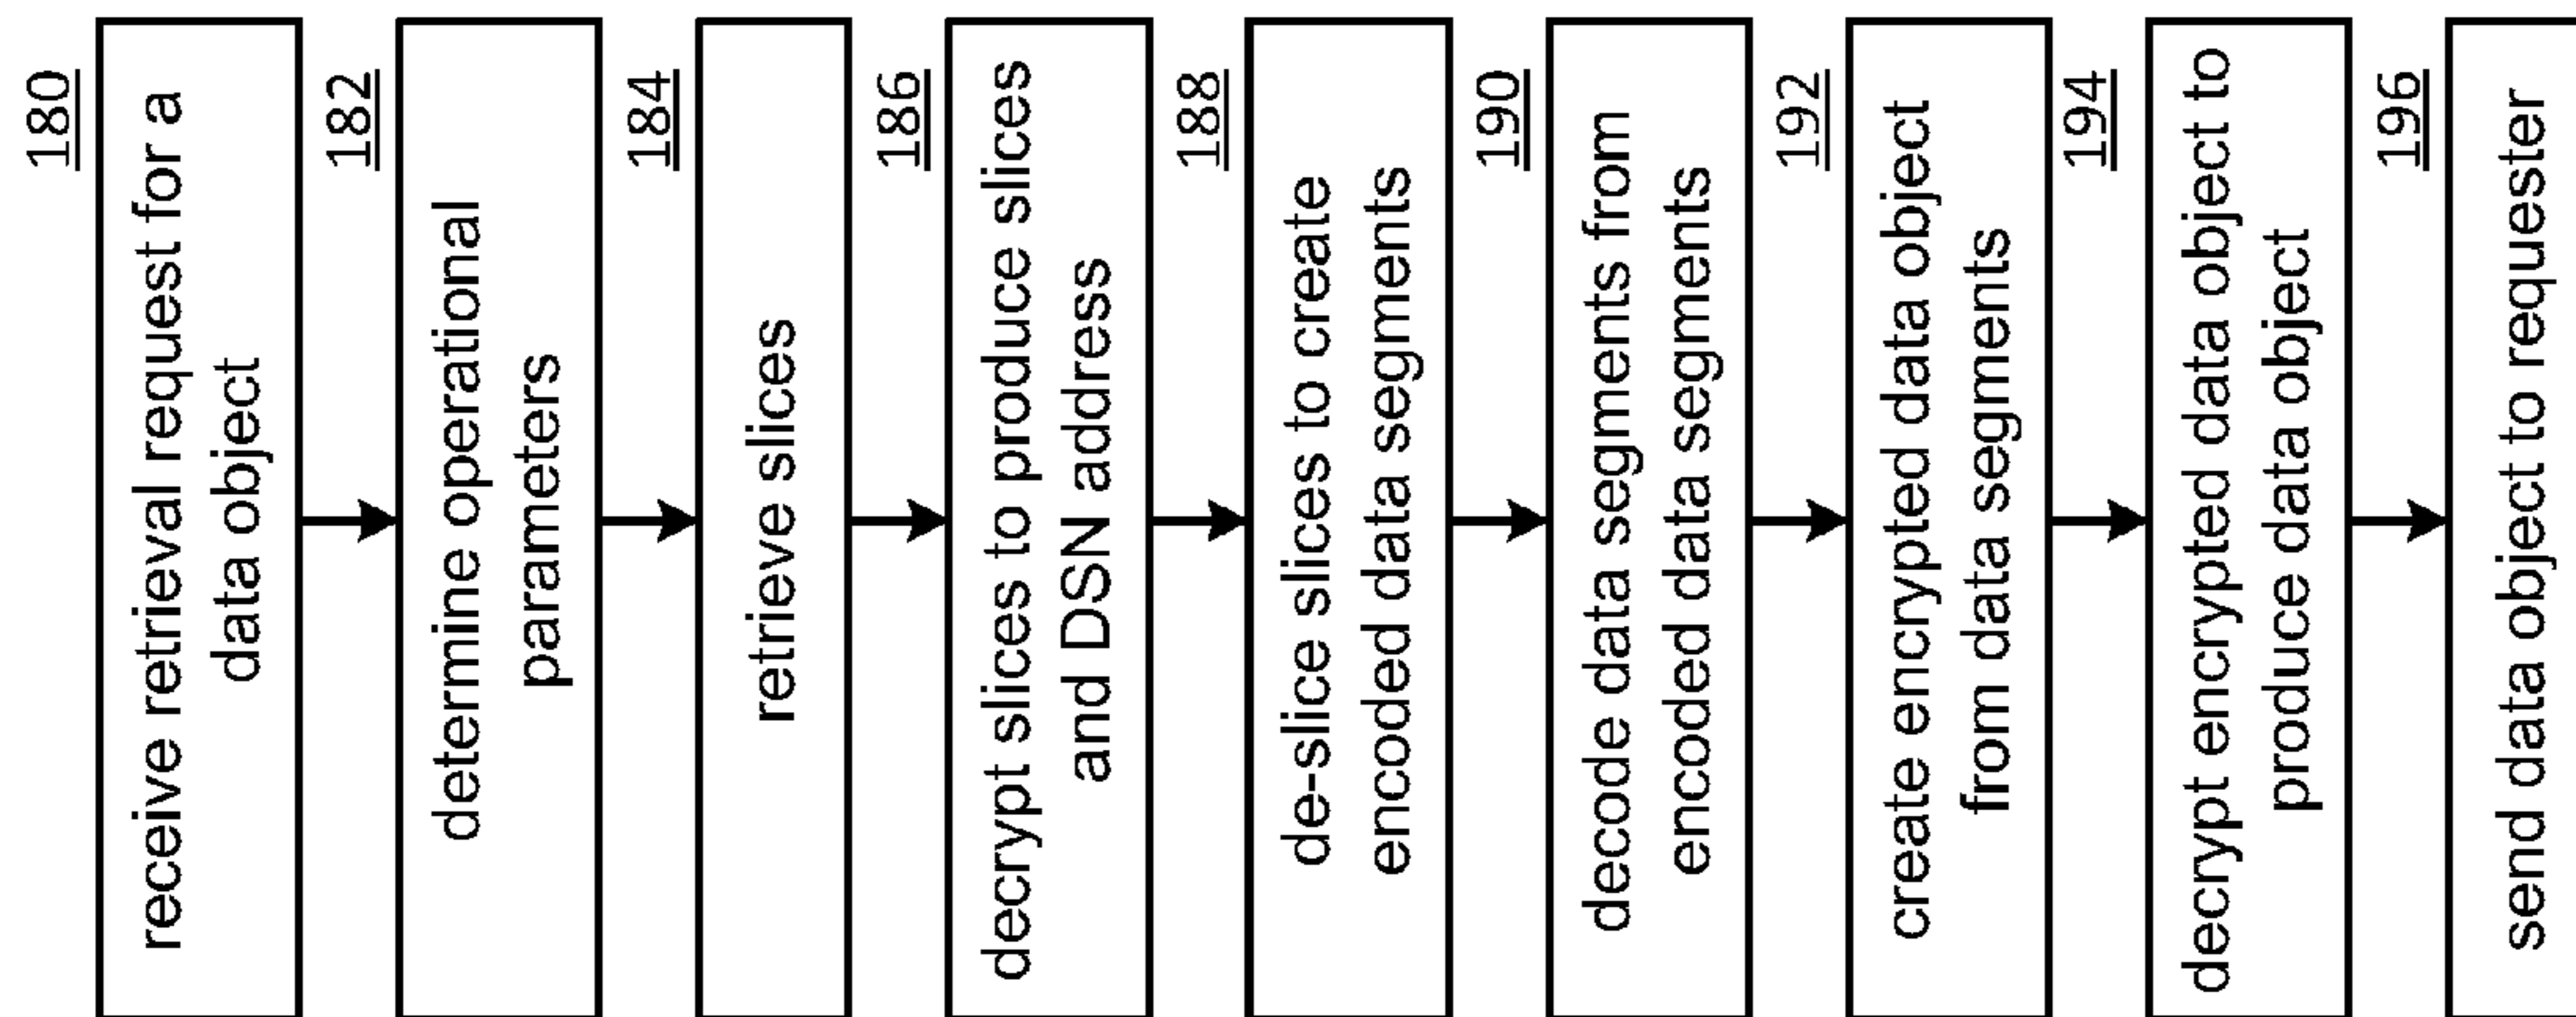 180
receive retrieval request for a
data object
182
determine operational
parameters
184
retrieve slices
186
decrypt slices to produce slices
and DSN address
188
de-slice slices to create
encoded data segments
190
decode data segments from
encoded data segments
192
create encrypted data object
from data segments
194
decrypt encrypted data object to
produce data object
196
send data object to requester